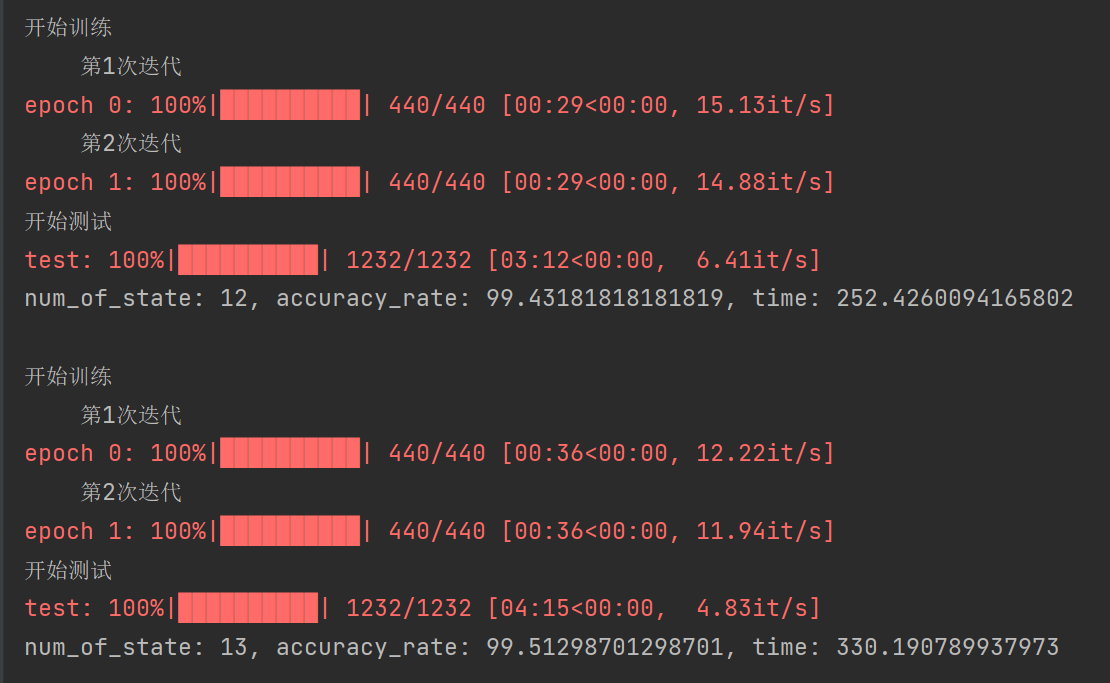 开始训练
第1次迭代
epoch 0: 100%|██████████| 440/440 [00:29<00:00, 15.13it/s]
第2次迭代
epoch 1: 100%|██████████| 440/440 [00:29<00:00, 14.88it/s]
开始测试
test: 100%|██████████| 1232/1232 [03:12<00:00,  6.41it/s]
num_of_state: 12, accuracy_rate: 99.43181818181819, time: 252.4260094165802
开始训练
第1次迭代
epoch 0: 100%|██████████| 440/440 [00:36<00:00, 12.22it/s]
第2次迭代
epoch 1: 100%|██████████| 440/440 [00:36<00:00, 11.94it/s]
开始测试
test: 100%|██████████| 1232/1232 [04:15<00:00,  4.83it/s]
num_of_state: 13, accuracy_rate: 99.51298701298701, time: 330.190789937973